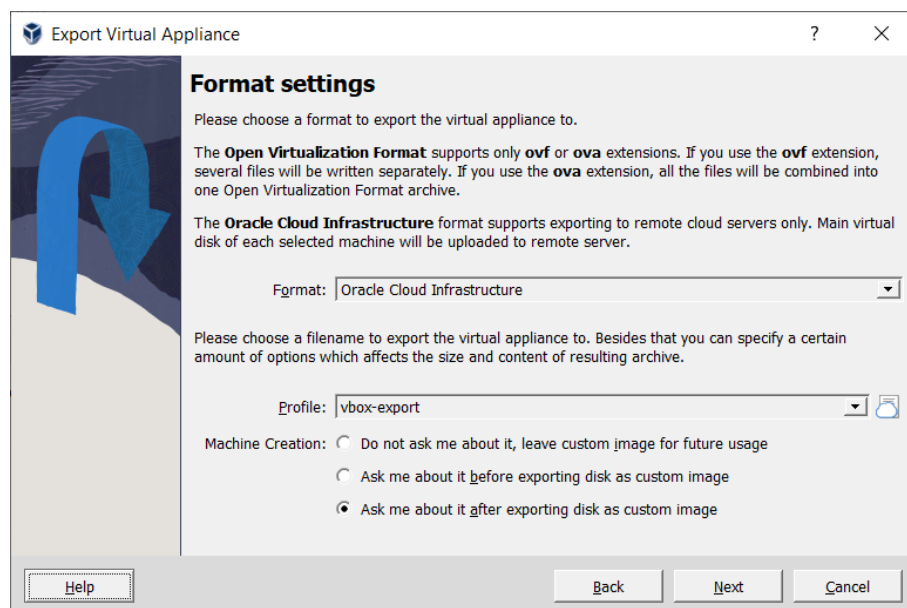 Export Virtual Appliance
?
Format settings
Please choose a format to export the virtual appliance to.
The Open Virtualization Format supports only ovf or ova extensions. If you use the ovf extension,
several files will be written separately. If you use the ova extension, all the files will be combined into
one Open Virtualization Format archive.
The Oracle Cloud Infrastructure format supports exporting to remote cloud servers only. Main virtual
disk of each selected machine will be uploaded to remote server.
Format: Oracle Cloud Infrastructure
Please choose a filename to export the virtual appliance to. Besides that you can specify a certain
amount of options which affects the size and content of resulting archive.
Profile: vbox-export
Machine Creation: Do not ask me about it, leave custom image for future usage
Ask me about it before exporting disk as custom image
Ask me about it after exporting disk as custom image
Help Back Next Cancel